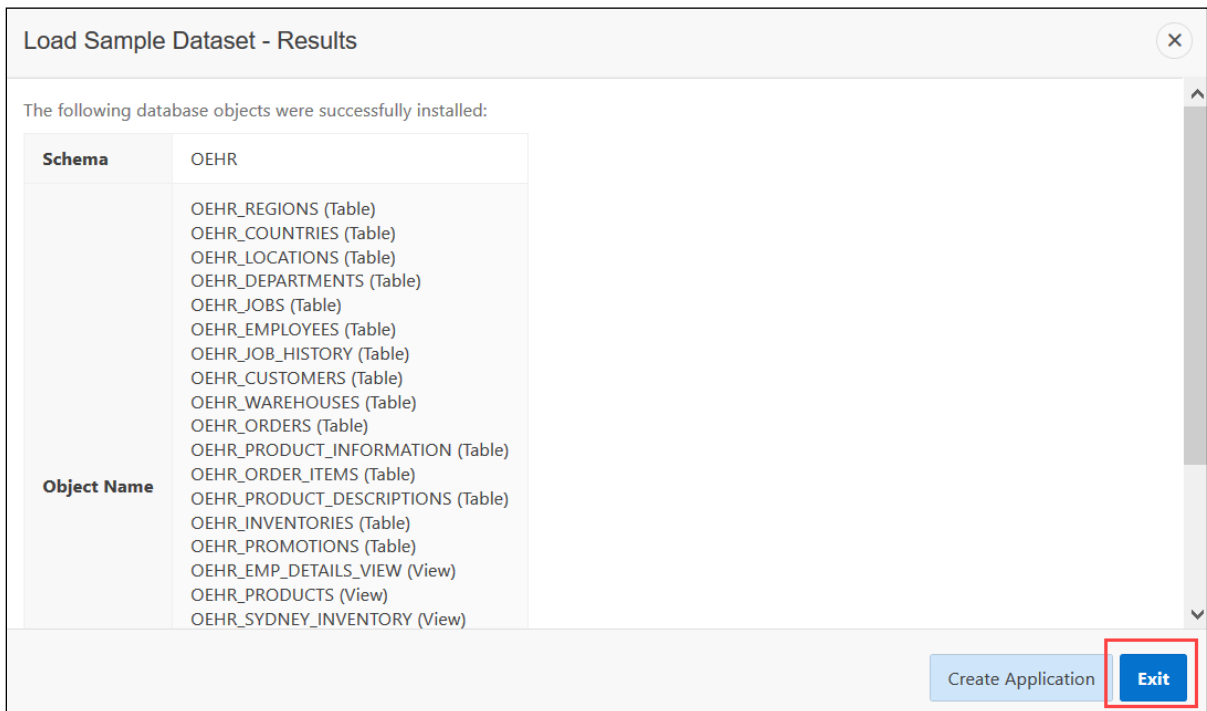 Load Sample Dataset - Results
The following database objects were successfully installed:
Schema OEHR
OEHR_REGIONS (Table)
OEHR_COUNTRIES (Table)
OEHR_LOCATIONS (Table)
OEHR_DEPARTMENTS (Table)
OEHR_JOBS (Table)
OEHR_EMPLOYEES (Table)
OEHR_JOB_HISTORY (Table)
OEHR_CUSTOMERS (Table)
OEHR_WAREHOUSES (Table)
OEHR_ORDERS (Table)
OEHR_PRODUCT_INFORMATION (Table)
Object Name
OEHR_ORDER_ITEMS (Table)
OEHR_PRODUCT_DESCRIPTIONS (Table)
OEHR_INVENTORIES (Table)
OEHR_PROMOTIONS (Table)
OEHR_EMP_DETAILS_VIEW (View)
OEHR_PRODUCTS (View)
OEHR_SYDNEY_INVENTORY (View)
Create Application Exit